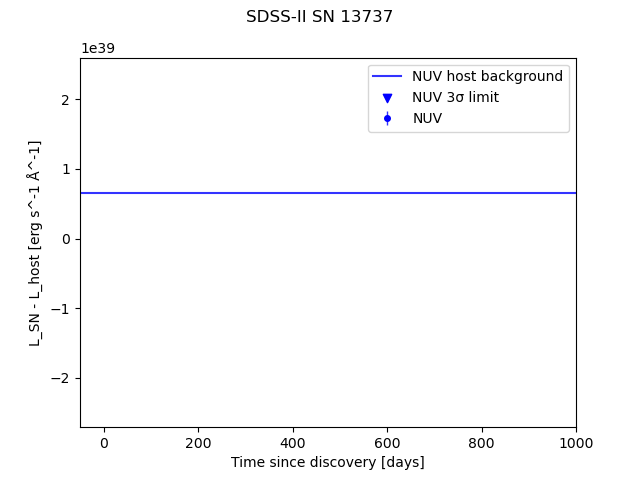 SDSS-II SN 13737
1e39
NUV host background
NUV 3σ limit
NUV
2
1
0
−1
−2
L_SN - L_host [erg s^-1 Å^-1]
0 200 400 600 800 1000
Time since discovery [days]